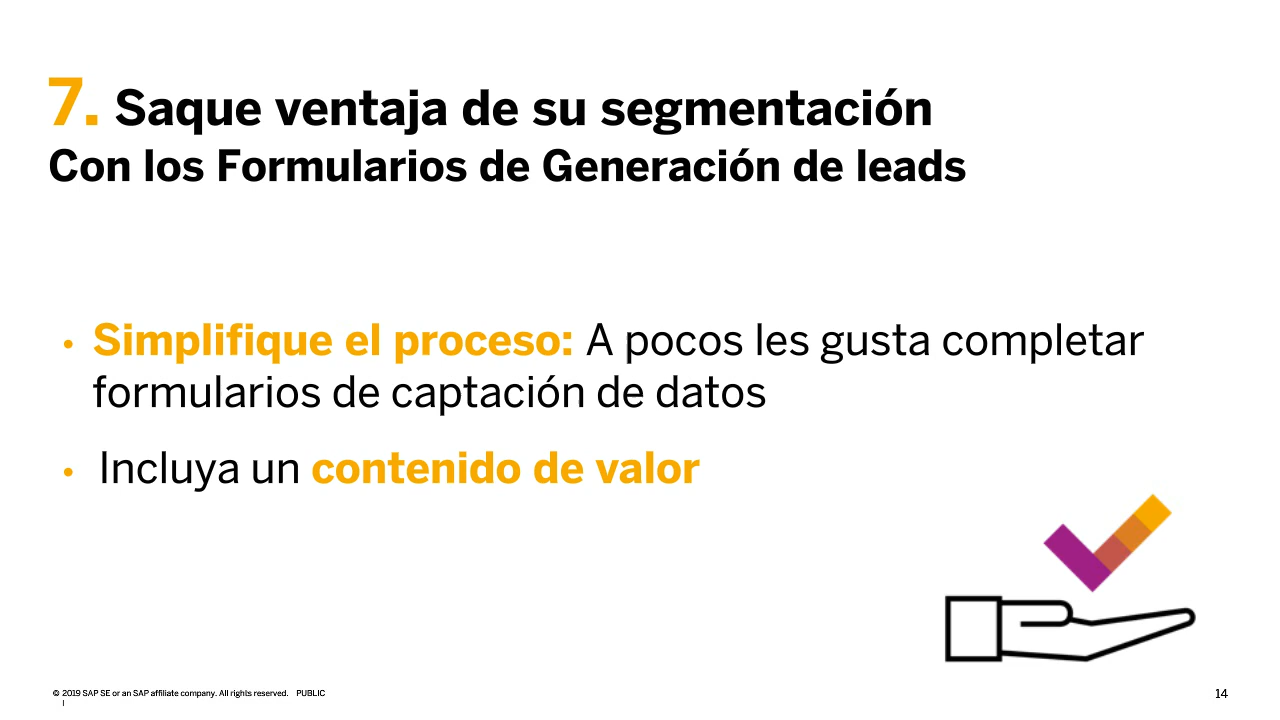 7. Saque ventaja de su segmentación
Con los Formularios de Generación de leads
• Simplifique el proceso: A pocos les gusta completar
formularios de captación de datos
• Incluya un contenido de valor
© 2019 SAP SE or an SAP affiliate company. All rights reserved. PUBLIC
|
14